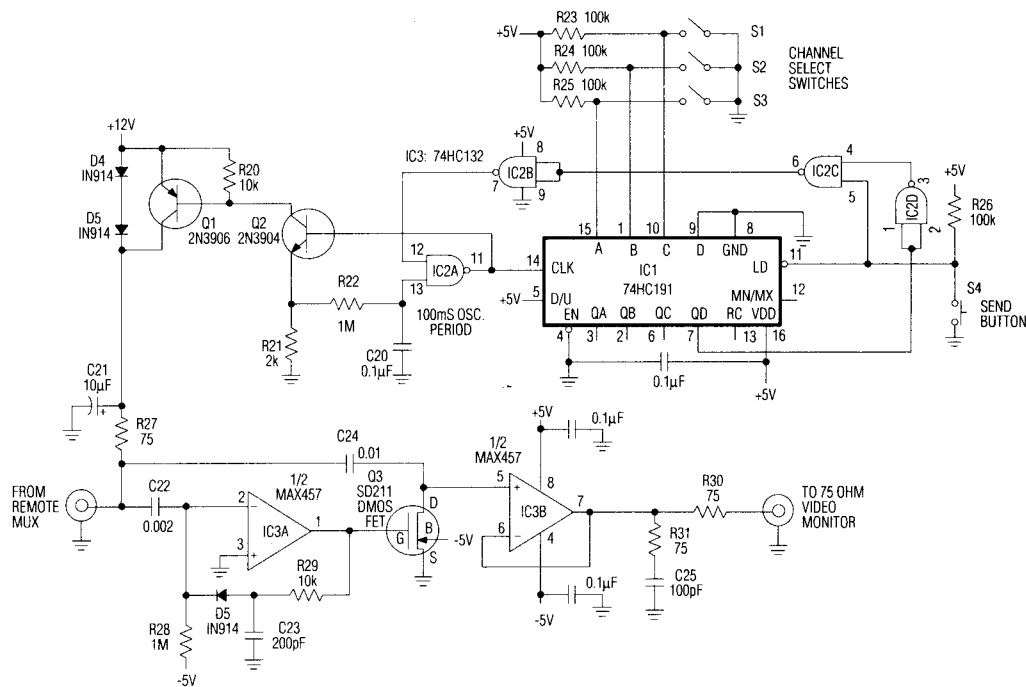 R23 100k
+5V
S1
R24 100k
S2
R25 100k
S3
CHANNEL
SELECT
SWITCHES
+12V
D4
IN914
R20
10k
D5
IN914
Q1
2N3906
Q2
2N3904
IC3: 74HC132
+5V
8
7
IC2B
9
6
IC2C
4
5
3
IC2D
1
2
+5V
R26
100k
12
13
IC2A
11
100mS OSC.
PERIOD
R22
1M
R21
2k
C20
0.1µF
15
1
10
9
8
A
B
C
D
GND
14
CLK
IC1
74HC191
LD
11
+5V
5
D/U
MN/MX
12
EN
QA
QB
QC
QD
RC
VDD
4
3
2
6
7
13
16
0.1µF
+5V
S4
SEND
BUTTON
C21
10µF
+
R27
75
FROM
REMOTE
MUX
C22
0.002
C24
0.01
1/2
MAX457
2
−
IC3A
1
3
+
Q3
SD211
DMOS
FET
D
B
G
S
-5V
R29
10k
D5
IN914
C23
200pF
R28
1M
-5V
+5V
0.1µF
1/2
MAX457
5
+
8
IC3B
7
6
−
4
0.1µF
-5V
R30
75
R31
75
C25
100pF
TO 75 OHM
VIDEO
MONITOR